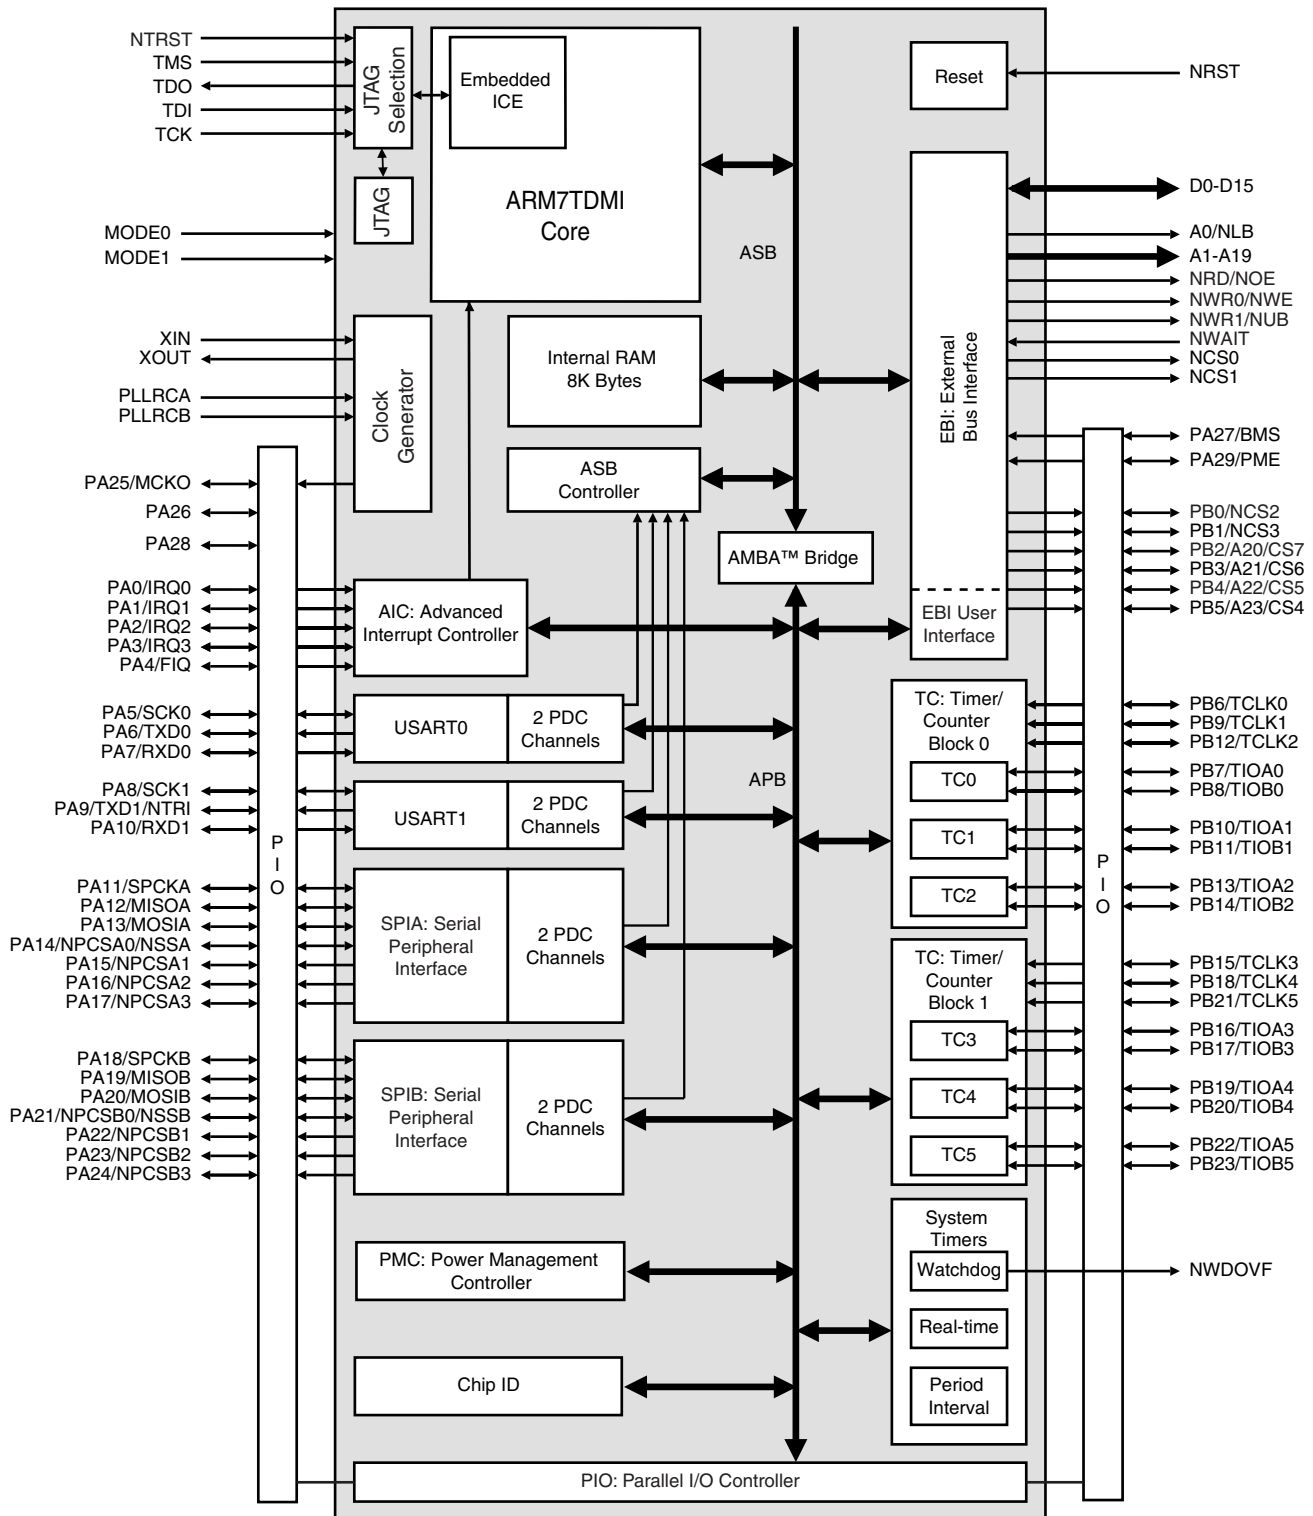 NTRST
TMS
TDO
TDI
TCK
MODE0
MODE1
XIN
XOUT
PLLRCA
PLLRCB
PA25/MCKO
PA26
PA28
PA0/IRQ0
PA1/IRQ1
PA2/IRQ2
PA3/IRQ3
PA4/FIQ
PA5/SCK0
PA6/TXD0
PA7/RXD0
PA8/SCK1
PA9/TXD1/NTRI
PA10/RXD1
PA11/SPCKA
PA12/MISOA
PA13/MOSIA
PA14/NPCSA0/NSSA
PA15/NPCSA1
PA16/NPCSA2
PA17/NPCSA3
PA18/SPCKB
PA19/MISOB
PA20/MOSIB
PA21/NPCSB0/NSSB
PA22/NPCSB1
PA23/NPCSB2
PA24/NPCSB3
P
I
O
JTAG
Selection
JTAG
Embedded
ICE
ARM7TDMI
Core
Clock
Generator
Internal RAM
8K Bytes
ASB
Controller
AIC: Advanced
Interrupt Controller
USART0
2 PDC
Channels
USART1
2 PDC
Channels
SPIA: Serial
Peripheral
Interface
2 PDC
Channels
SPIB: Serial
Peripheral
Interface
2 PDC
Channels
PMC: Power Management
Controller
Chip ID
PIO: Parallel I/O Controller
ASB
AMBA™ Bridge
APB
Reset
EBI: External
Bus Interface
EBI User
Interface
TC: Timer/
Counter
Block 0
TC0
TC1
TC2
TC: Timer/
Counter
Block 1
TC3
TC4
TC5
System
Timers
Watchdog
Real-time
Period
Interval
P
I
O
NRST
D0-D15
A0/NLB
A1-A19
NRD/NOE
NWR0/NWE
NWR1/NUB
NWAIT
NCS0
NCS1
PA27/BMS
PA29/PME
PB0/NCS2
PB1/NCS3
PB2/A20/CS7
PB3/A21/CS6
PB4/A22/CS5
PB5/A23/CS4
PB6/TCLK0
PB9/TCLK1
PB12/TCLK2
PB7/TIOA0
PB8/TIOB0
PB10/TIOA1
PB11/TIOB1
PB13/TIOA2
PB14/TIOB2
PB15/TCLK3
PB18/TCLK4
PB21/TCLK5
PB16/TIOA3
PB17/TIOB3
PB19/TIOA4
PB20/TIOB4
PB22/TIOA5
PB23/TIOB5
NWDOVF